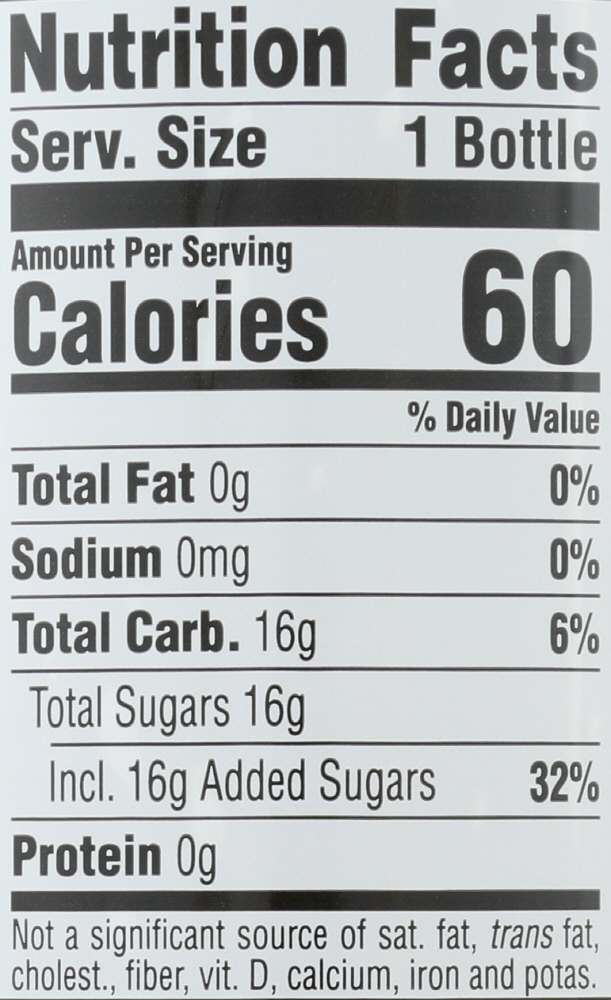 Nutrition Facts
Serv. Size 1 Bottle
Amount Per Serving
Calories 60
% Daily Value
Total Fat 0g 0%
Sodium 0mg 0%
Total Carb. 16g 6%
Total Sugars 16g
Incl. 16g Added Sugars 32%
Protein 0g
Not a significant source of sat. fat, trans fat,
cholest., fiber, vit. D, calcium, iron and potas.